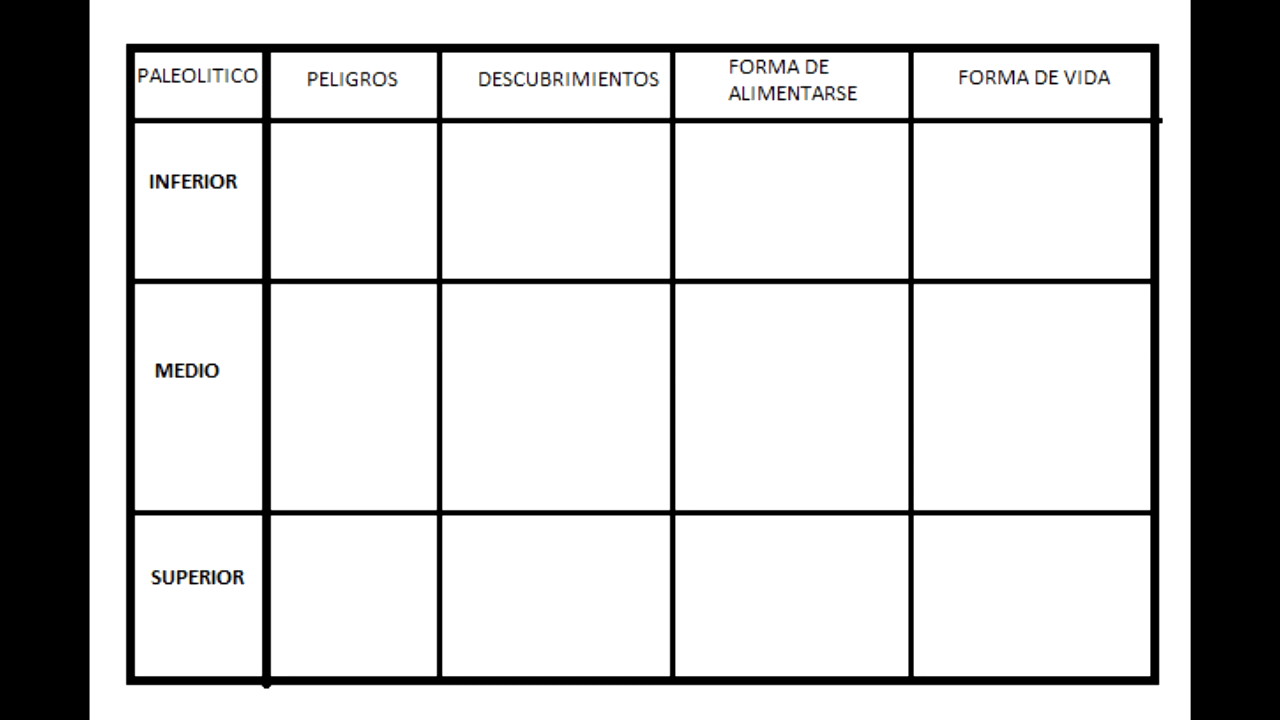 PALEOLITICO
PELIGROS
DESCUBRIMIENTOS
FORMA DE
ALIMENTARSE
FORMA DE VIDA
INFERIOR
MEDIO
SUPERIOR